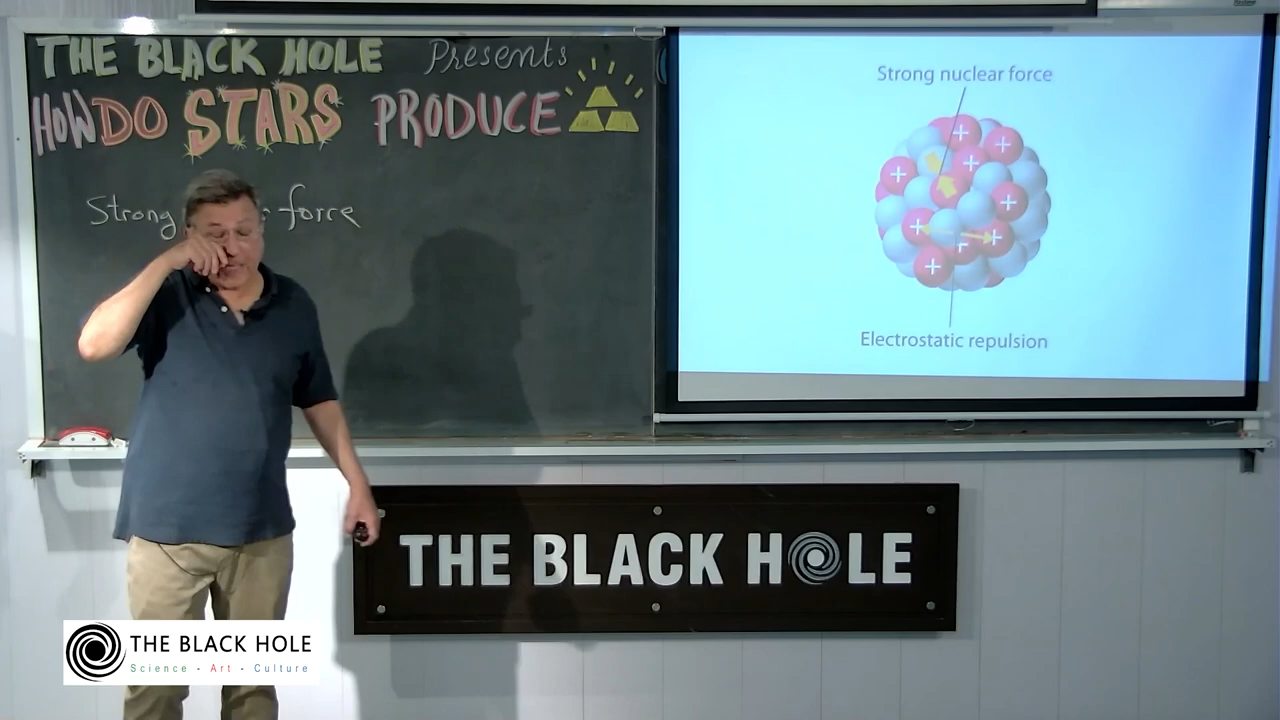 THE BLACK HOLE Presents
HOW DO STARS PRODUCE
Strong force
Strong nuclear force
+ + + + + + + + + +
Electrostatic repulsion
THE BLACK HOLE
THE BLACK HOLE
Science - Art - Culture